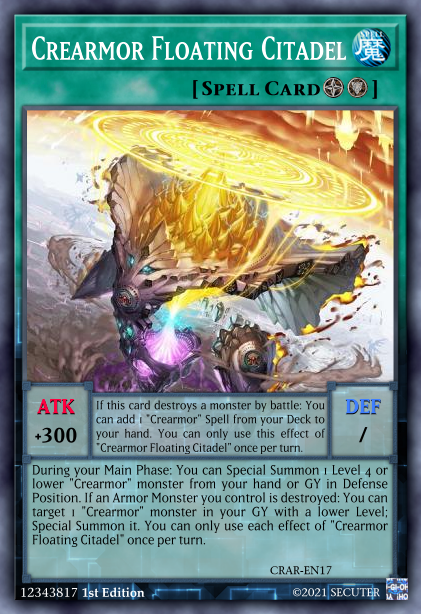 Crearmor Floating Citadel
魔
[Spell Card]
ATK
+300
If this card destroys a monster by battle: You
can add 1 "Crearmor" Spell from your Deck to
your hand. You can only use this effect of
"Crearmor Floating Citadel" once per turn.
DEF
/
During your Main Phase: You can Special Summon 1 Level 4 or
lower "Crearmor" monster from your hand or GY in Defense
Position. If an Armor Monster you control is destroyed: You can
target 1 "Crearmor" monster in your GY with a lower Level;
Special Summon it. You can only use each effect of "Crearmor
Floating Citadel" once per turn.
CRAR-EN17
12343817 1st Edition
©2021 SECUTER